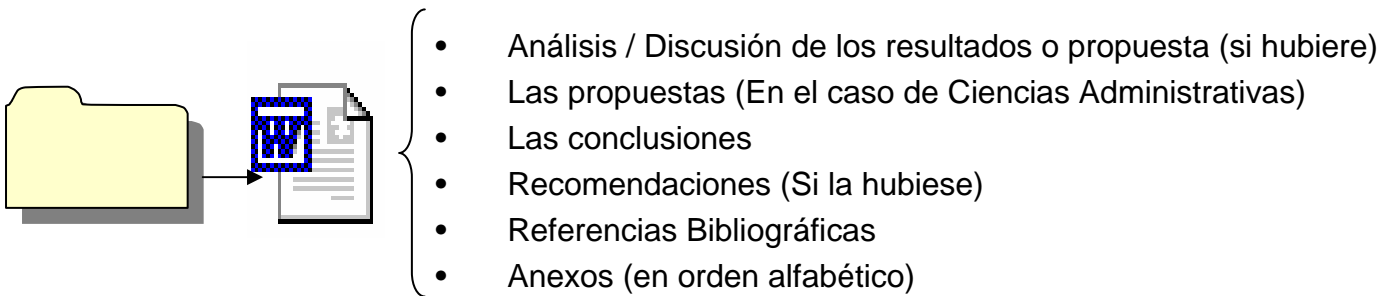 • Análisis / Discusión de los resultados o propuesta (si hubiere)
• Las propuestas (En el caso de Ciencias Administrativas)
• Las conclusiones
• Recomendaciones (Si la hubiese)
• Referencias Bibliográficas
• Anexos (en orden alfabético)